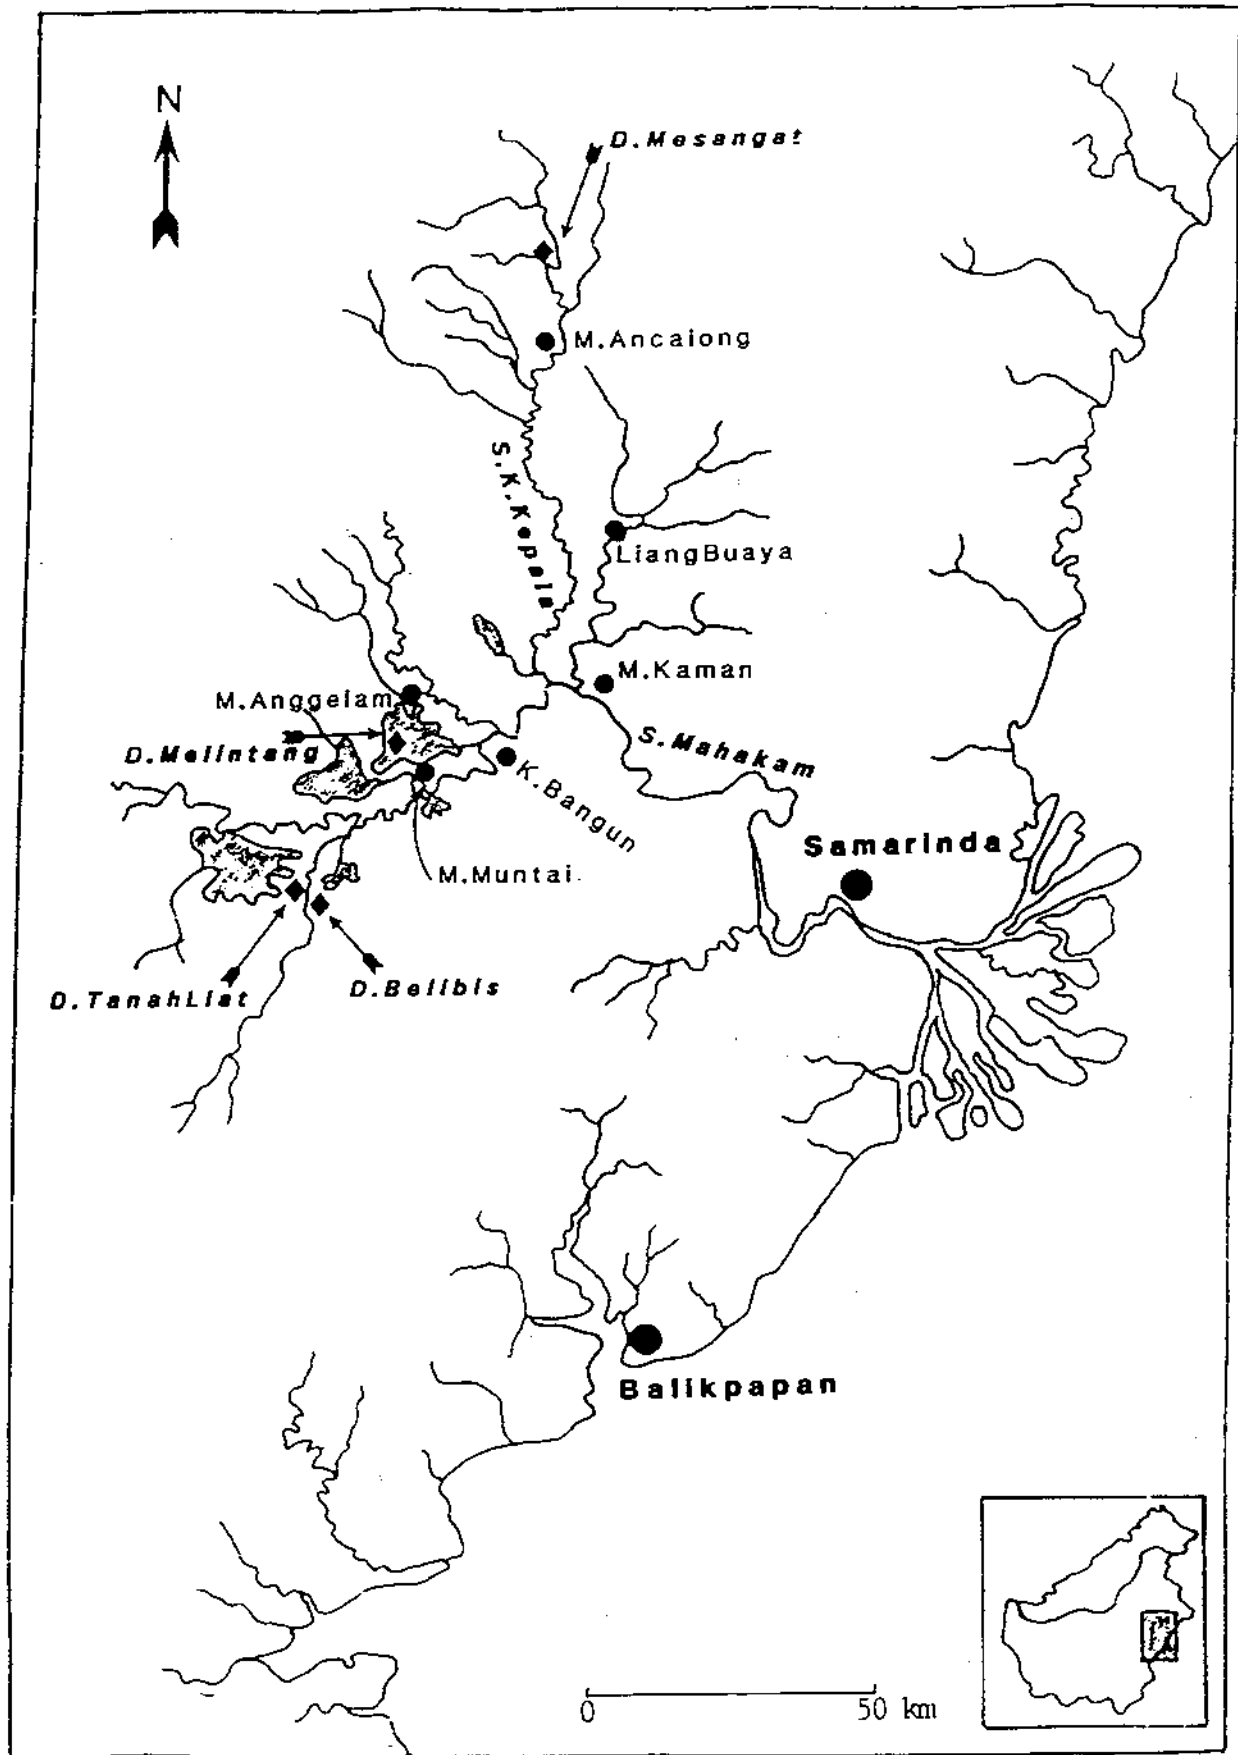 N
D.Mesangat
M.Ancalong
S.K.Kepala
LiangBuaya
M.Kaman
M.Anggelam
D.Melintang
S.Mahakam
K.Bangun
Samarinda
M.Muntai
D.TanahLiat
D.Belibis
Balikpapan
0 50 km